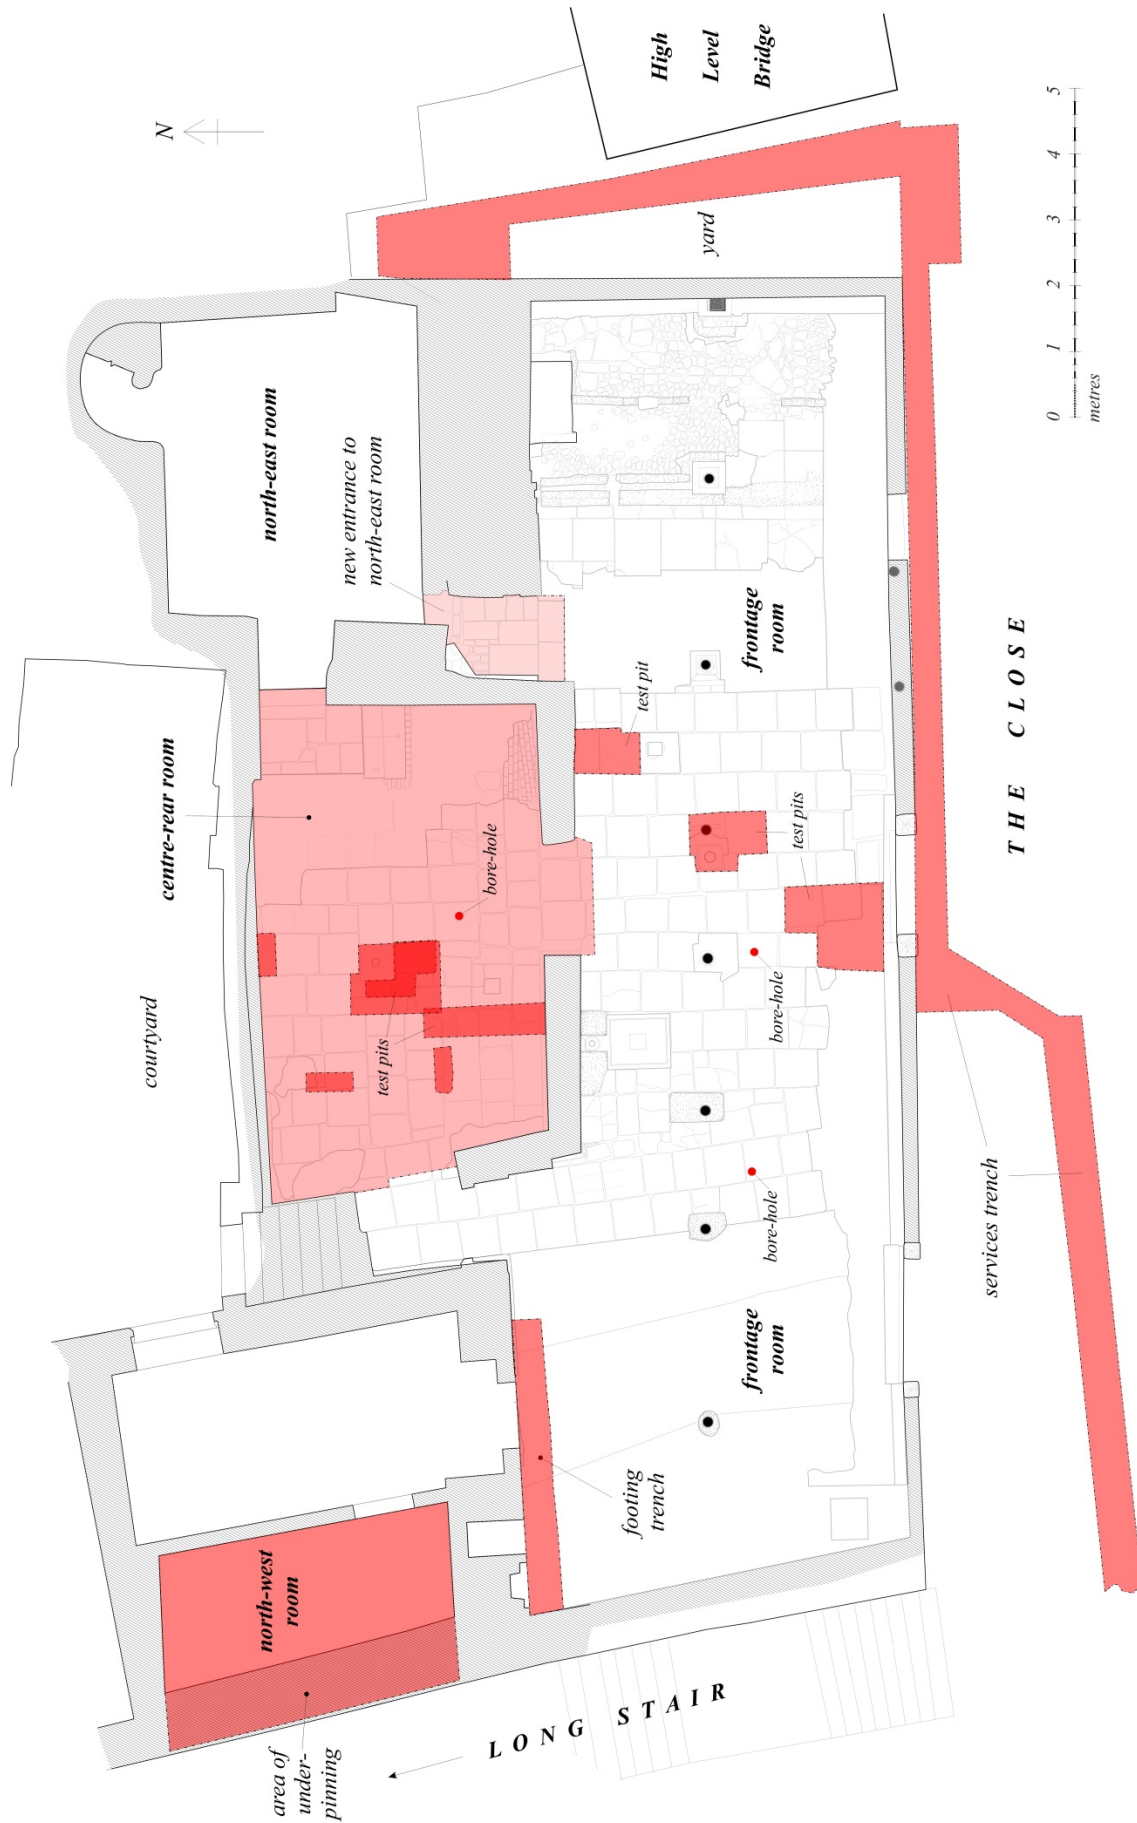 area of
under-
pinning
north-west
room
LONG STAIR
footing
trench
frontage
room
services trench
bore-hole
courtyard
test pits
bore-hole
centre-rear room
bore-hole
test pits
test pit
frontage
room
THE CLOSE
new entrance to
north-east room
north-east room
yard
N
High
Level
Bridge
0 1 2 3 4 5
metres